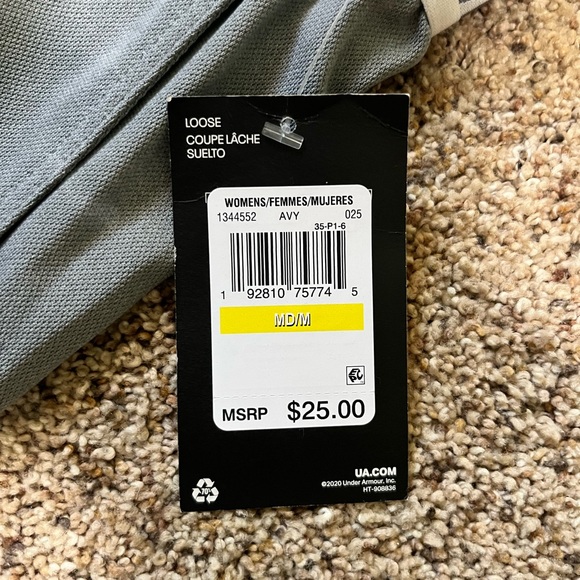 LOOSE
COUPE LÂCHE
SUELTO
WOMENS/FEMMES/MUJERES
1344552 AVY 025
35-P1-6
1 92810 75774 5
MD/M
MSRP $25.00
70%
UA.COM
©2020 Under Armour, Inc.
HT-908836